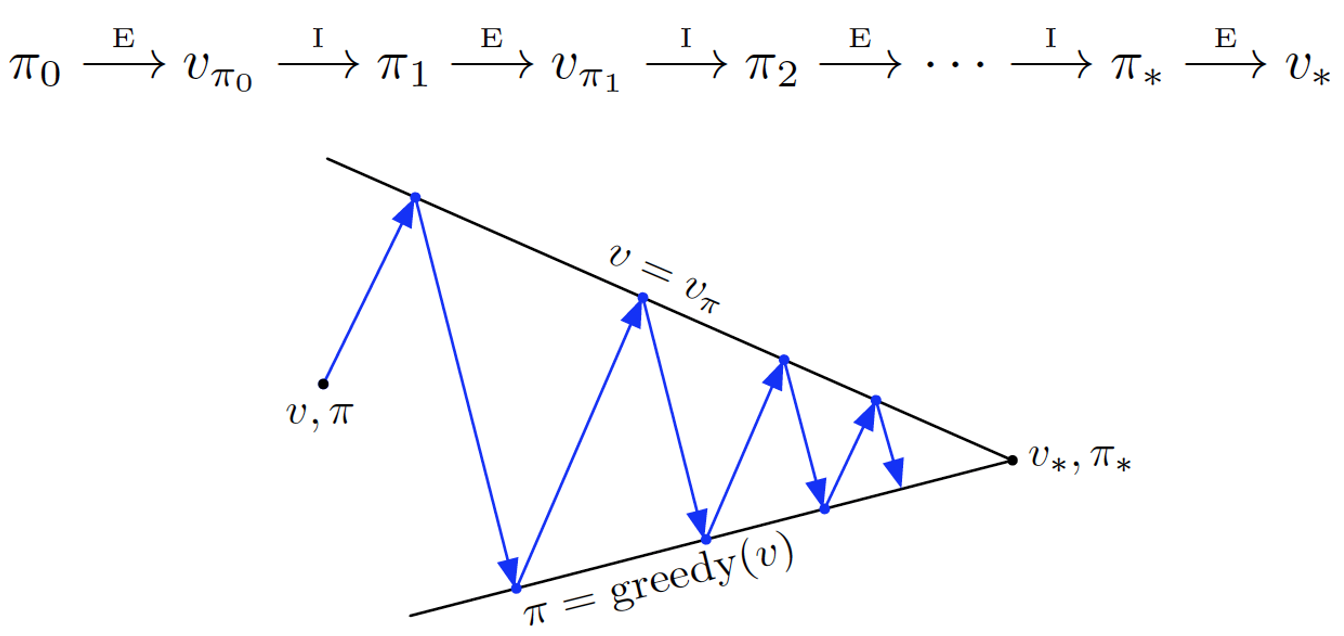 π₀ —E→ v_π₀ —I→ π₁ —E→ v_π₁ —I→ π₂ —E→ ⋯ —I→ π_* —E→ v_*
v = v_π
v, π
v_*, π_*
π = greedy(v)